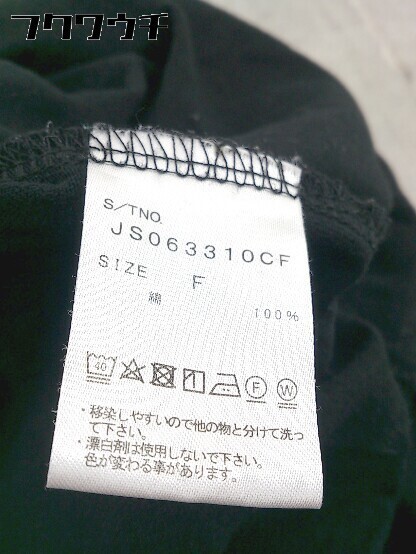 フクワウチ
S/TNO.
JS063310CF
SIZE F
綿 100%
40 F W
・移染しやすいので他の物と分けて洗っ
て下さい。
・漂白剤は使用しないで下さい。
色が変わる事があります。